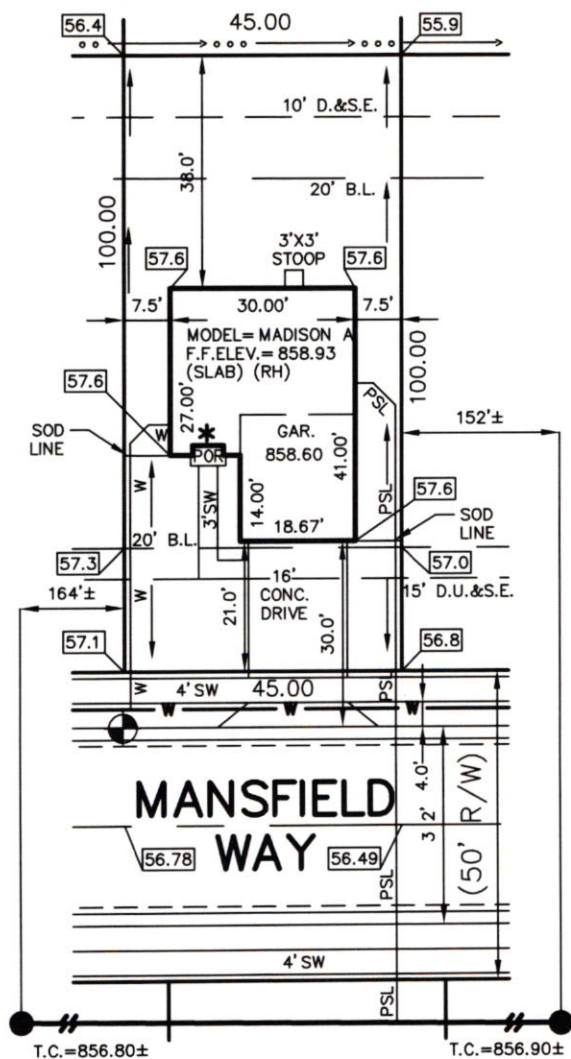 56.4
45.00
55.9
10' D.&S.E.
38.0'
20' B.L.
100.00
57.6
3'X3'
STOOP
57.6
7.5'
30.00'
7.5'
MODEL= MADISON A
F.F.ELEV.= 858.93
(SLAB) (RH)
100.00
57.6
27.00'
PSL
SOD
LINE
W
*
GAR.
858.60
41.00'
152'±
POR
W
3'SW
14.00'
PSL
57.6
18.67'
SOD
LINE
57.3
20' B.L.
57.0
16'
CONC.
DRIVE
15' D.U.&S.E.
164'±
W
21.0'
30.0'
57.1
56.8
W
4' SW
45.00
PSL
W
W
W
4.0'
MANSFIELD
WAY
32'
(50' R/W)
56.78
56.49
PSL
4' SW
PSL
T.C.=856.80±
T.C.=856.90±